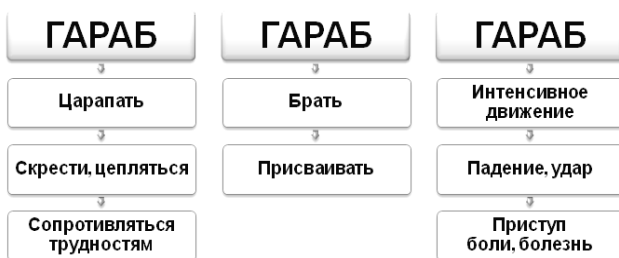 ГАРАБ
Царапать
Скрести, цепляться
Сопротивляться
трудностям
ГАРАБ
Брать
Присваивать
ГАРАБ
Интенсивное
движение
Падение, удар
Приступ
боли, болезнь